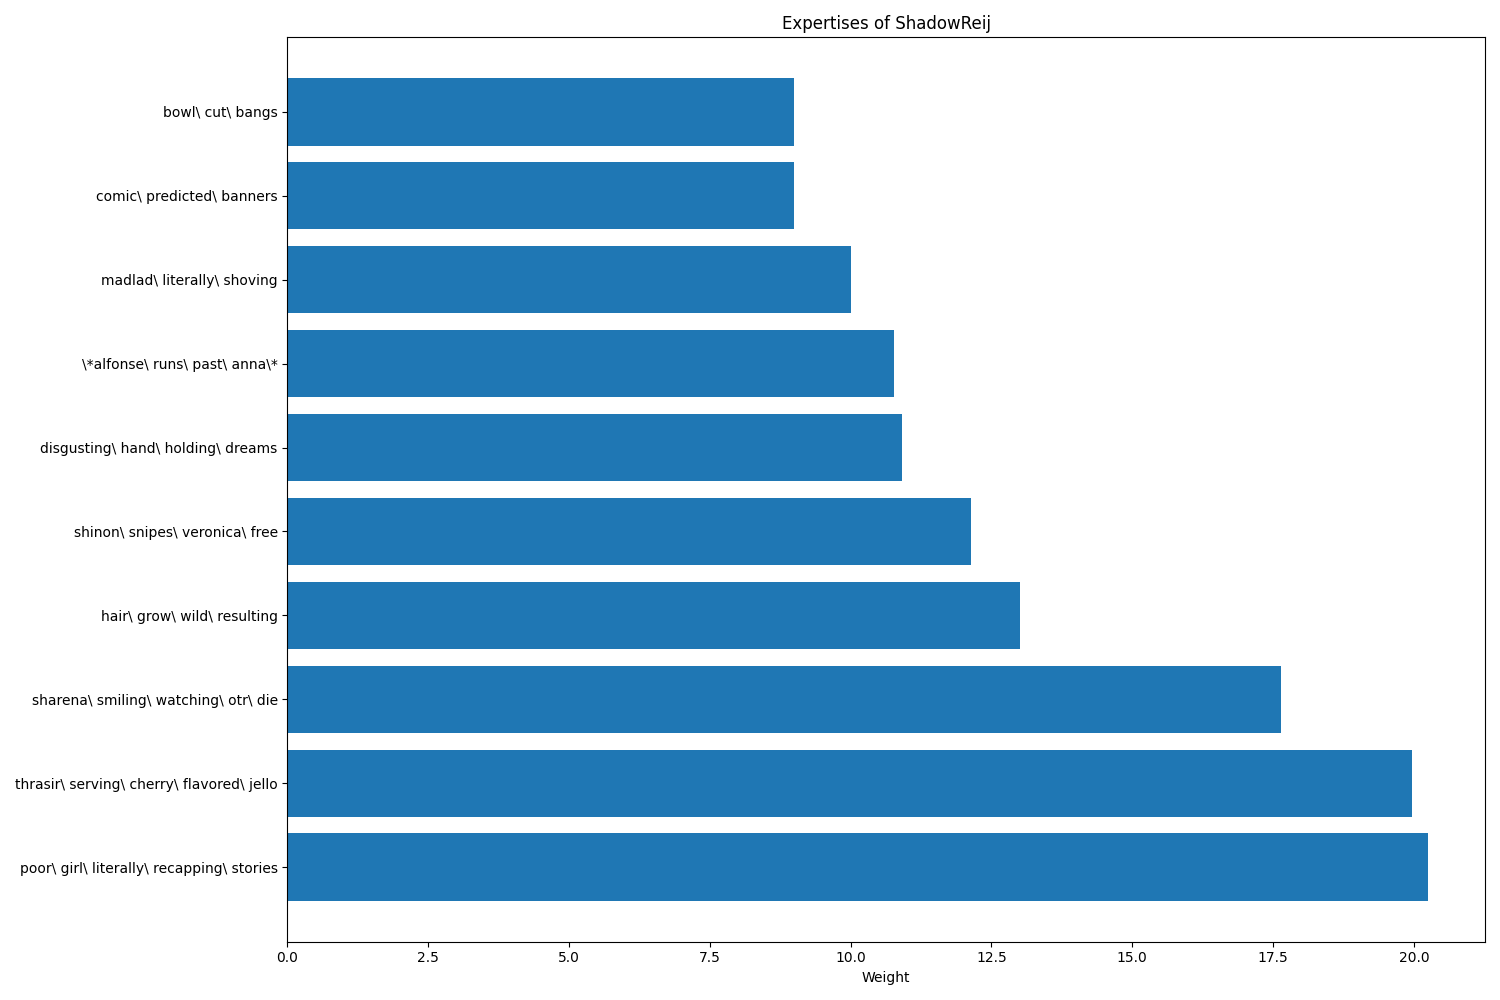 Expertises of ShadowReij
bowl\ cut\ bangs
comic\ predicted\ banners
madlad\ literally\ shoving
\*alfonse\ runs\ past\ anna\*
disgusting\ hand\ holding\ dreams
shinon\ snipes\ veronica\ free
hair\ grow\ wild\ resulting
sharena\ smiling\ watching\ otr\ die
thrasir\ serving\ cherry\ flavored\ jello
poor\ girl\ literally\ recapping\ stories
0.0 2.5 5.0 7.5 10.0 12.5 15.0 17.5 20.0
Weight